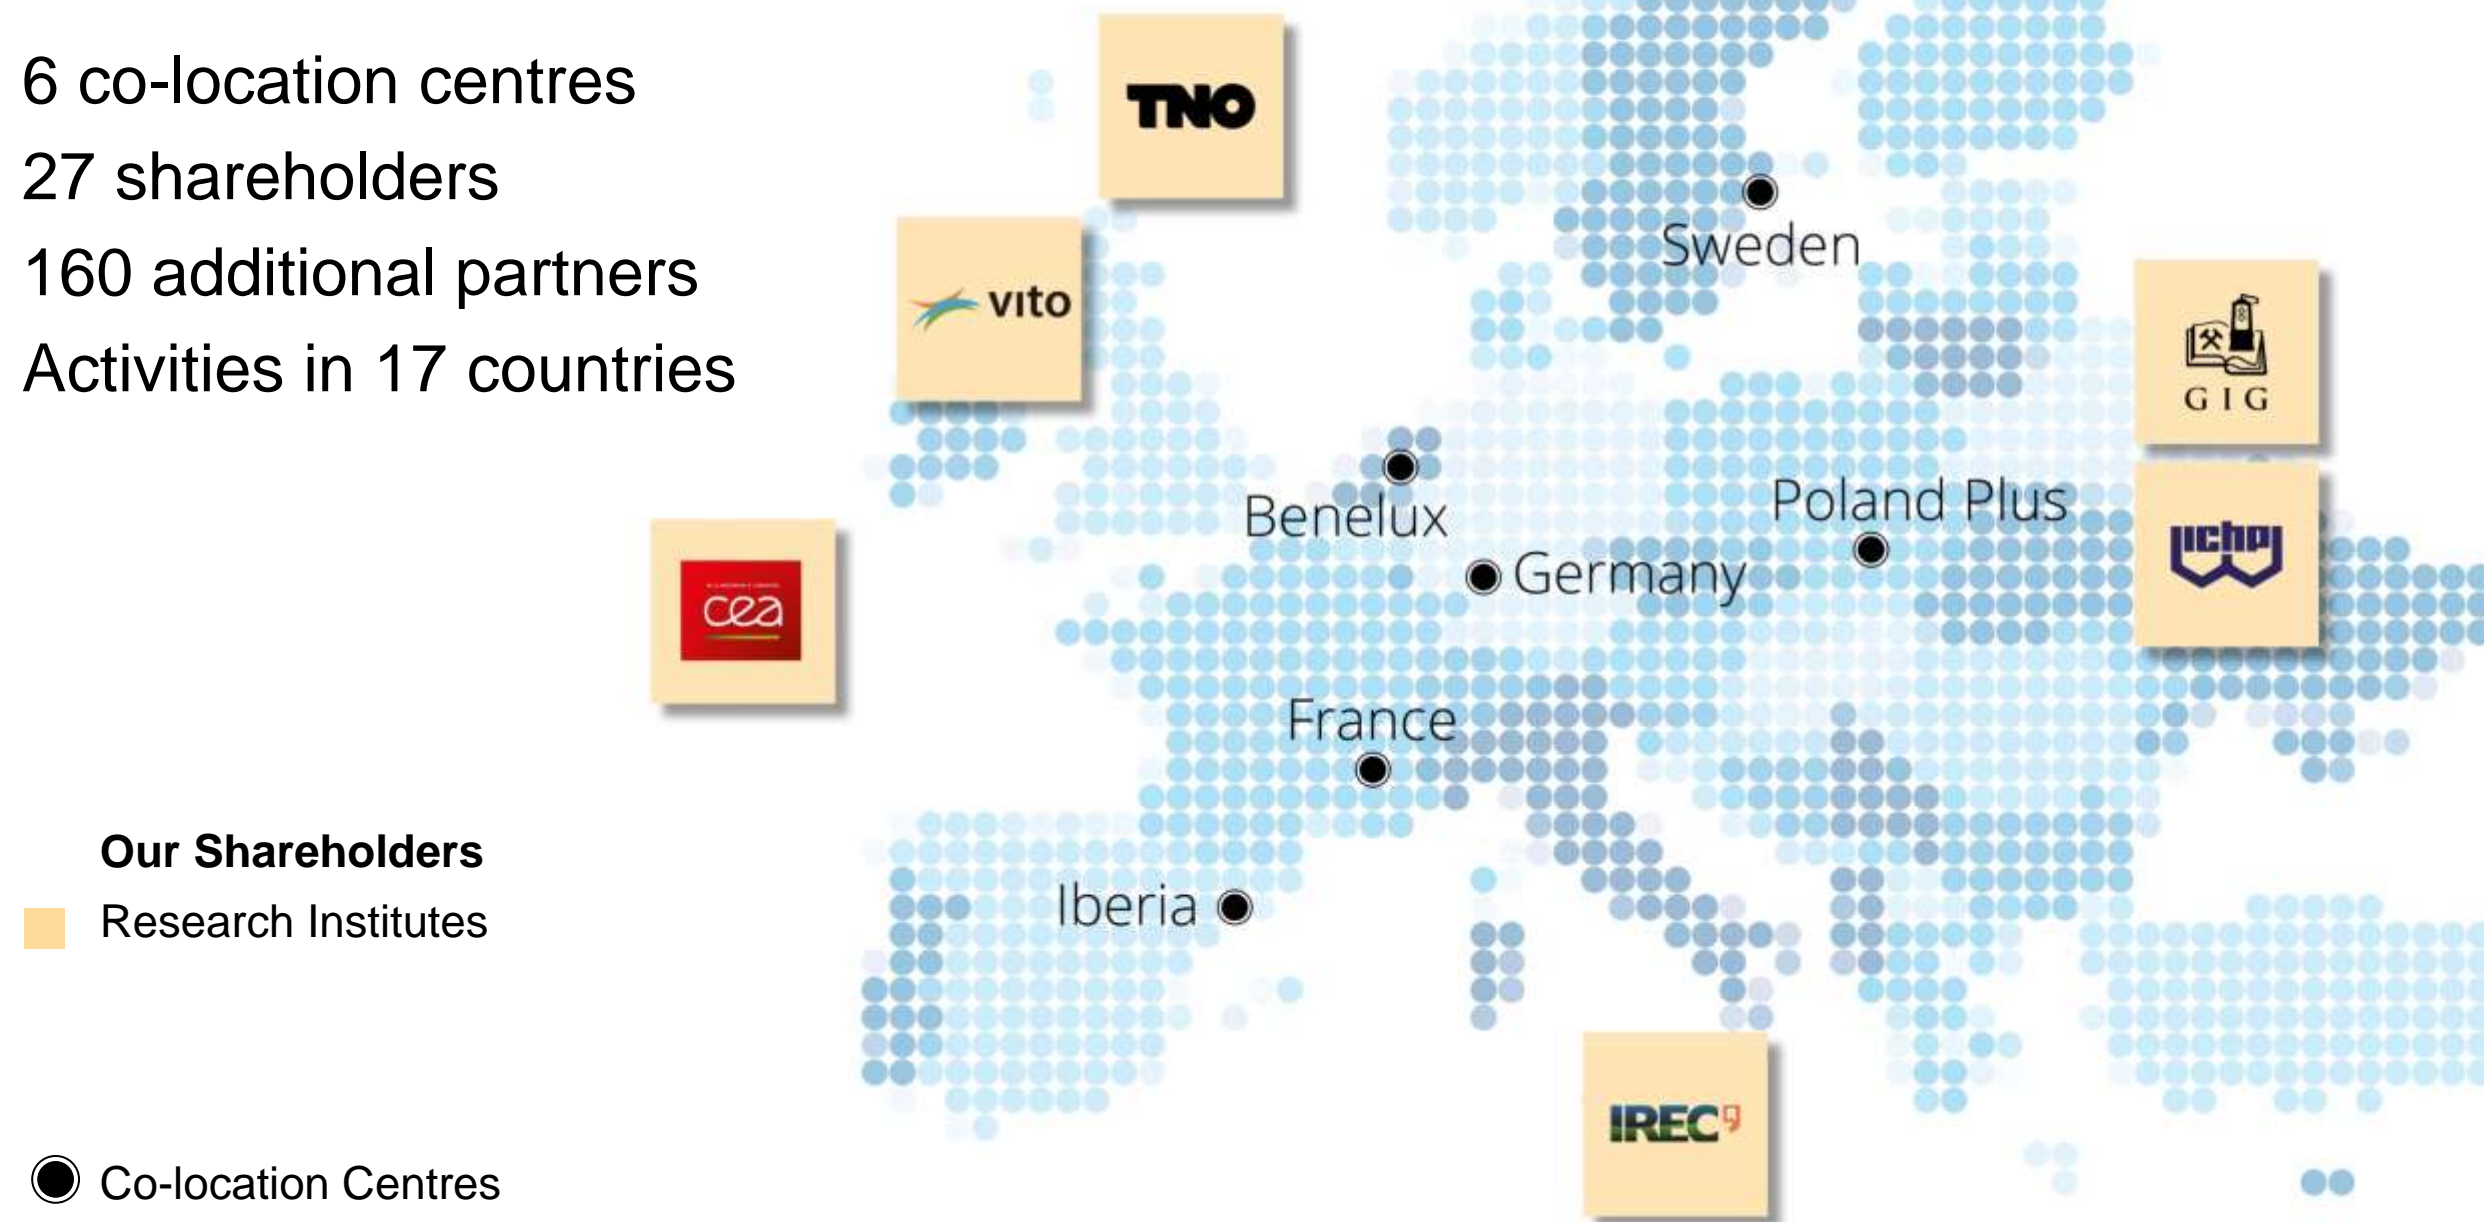 6 co-location centres
27 shareholders
160 additional partners
Activities in 17 countries
TNO
vito
GIG
ichpw
cea
IREC
Sweden
Benelux
Poland Plus
Germany
France
Iberia
Our Shareholders
Research Institutes
Co-location Centres